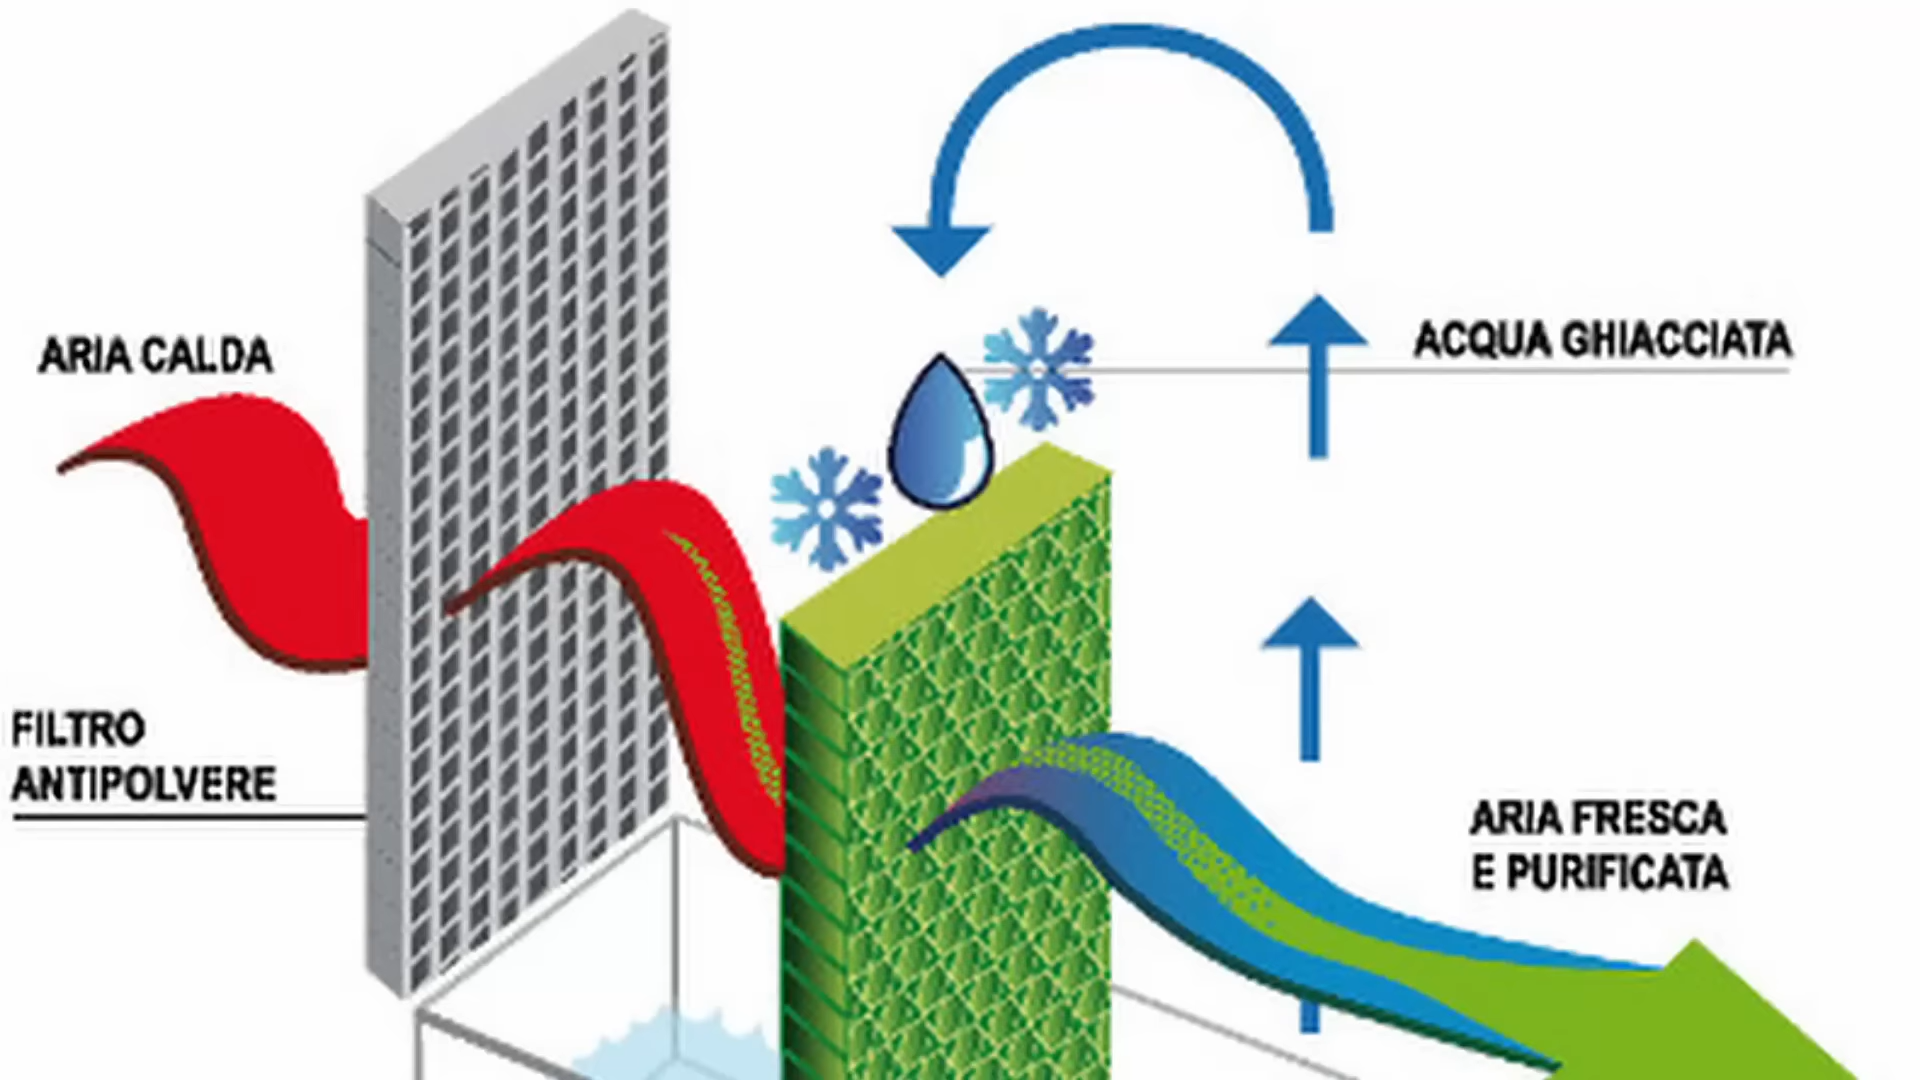 ARIA CALDA
ACQUA GHIACCIATA
FILTRO
ANTIPOLVERE
ARIA FRESCA
E PURIFICATA